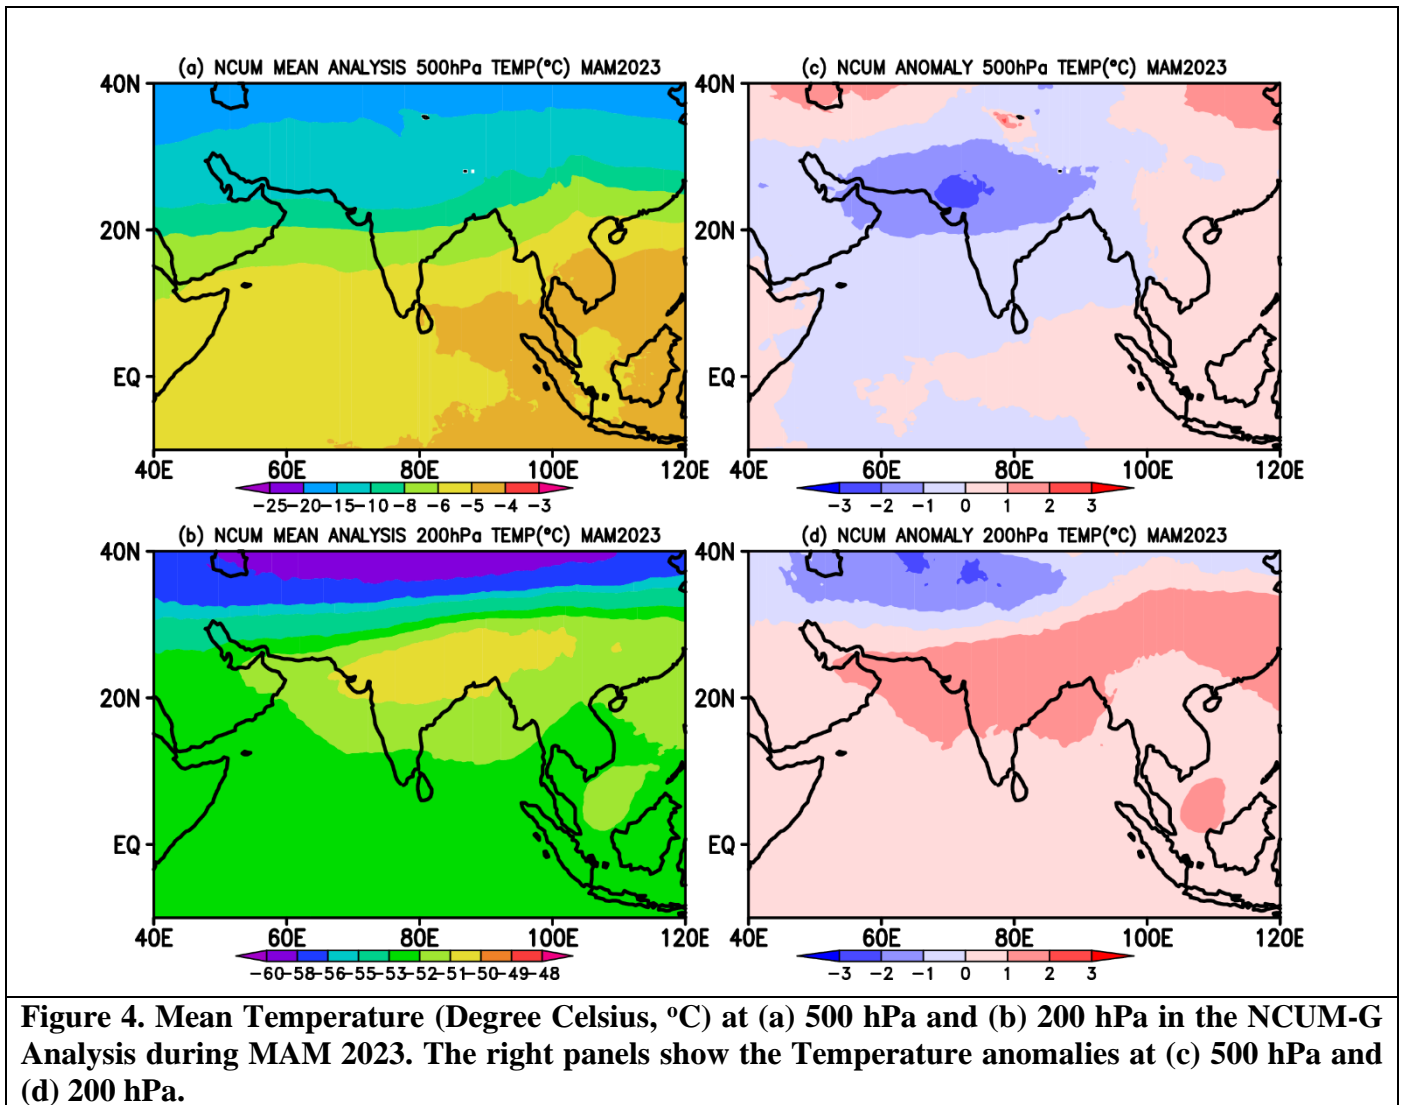 (a) NCUM MEAN ANALYSIS 500hPa TEMP(°C) MAM2023
40N
20N
EQ
40E 60E 80E 100E 120E
−25−20−15−10 −8 −6 −5 −4 −3
(c) NCUM ANOMALY 500hPa TEMP(°C) MAM2023
40N
20N
EQ
40E 60E 80E 100E 120E
−3 −2 −1 0 1 2 3
(b) NCUM MEAN ANALYSIS 200hPa TEMP(°C) MAM2023
40N
20N
EQ
40E 60E 80E 100E 120E
−60−58−56−55−53−52−51−50−49−48
(d) NCUM ANOMALY 200hPa TEMP(°C) MAM2023
40N
20N
EQ
40E 60E 80E 100E 120E
−3 −2 −1 0 1 2 3
Figure 4. Mean Temperature (Degree Celsius, ºC) at (a) 500 hPa and (b) 200 hPa in the NCUM-G
Analysis during MAM 2023. The right panels show the Temperature anomalies at (c) 500 hPa and
(d) 200 hPa.